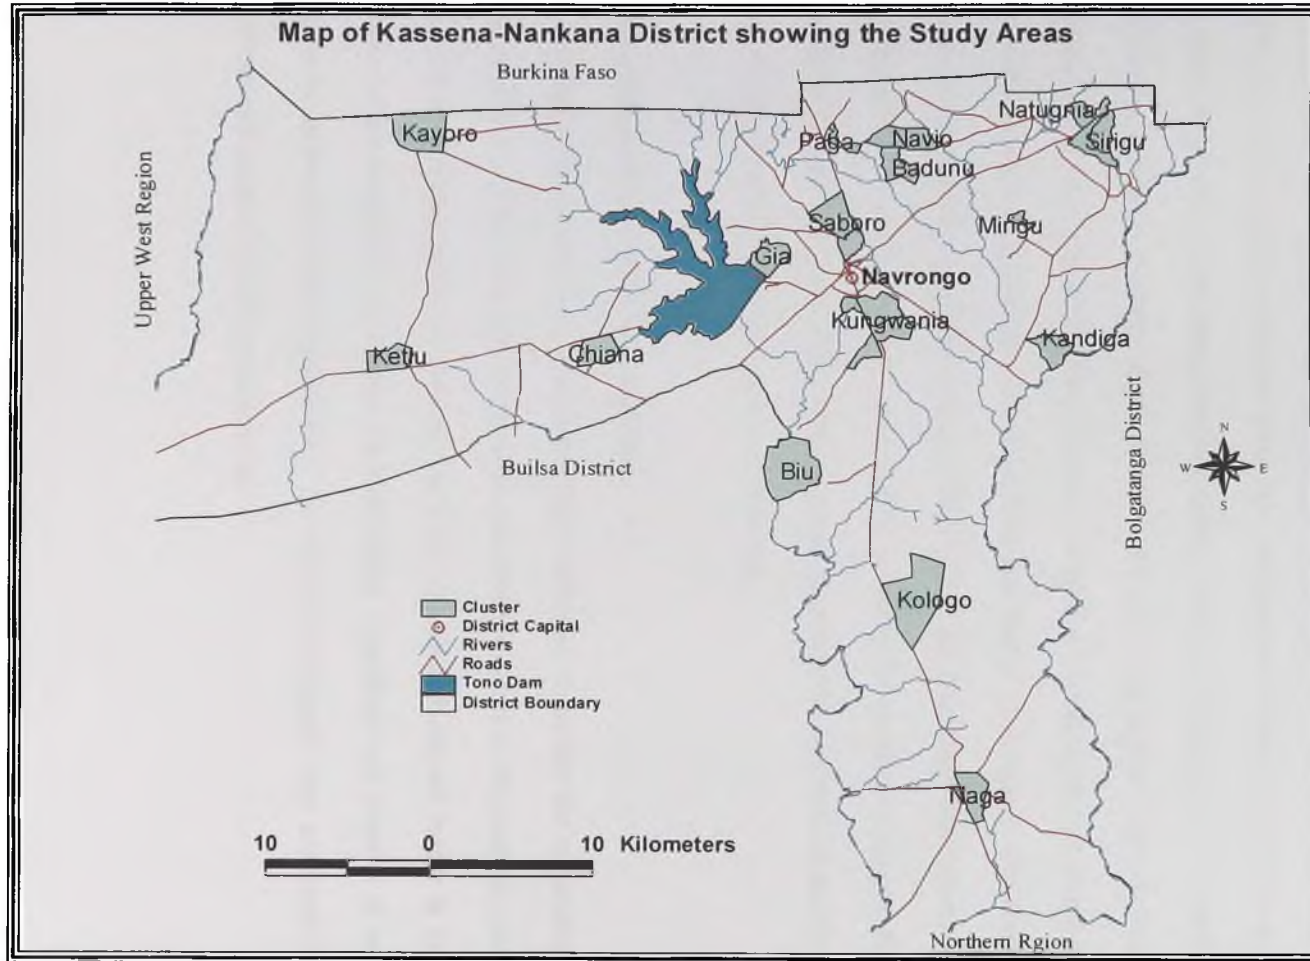 Map of Kassena-Nankana District showing the Study Areas
Burkina Faso
Upper West Region
Kayoro
Natugnia
Paga
Navio
Sirigu
Badunu
Saboro
Mingu
Gia
Navrongo
Kungwania
Ketiu
Chiana
Kandiga
Builsa District
Biu
Bolgatanga District
N
W
E
S
Kologo
Cluster
District Capital
Rivers
Roads
Tono Dam
District Boundary
Naga
10 0 10 Kilometers
Northern Rgion